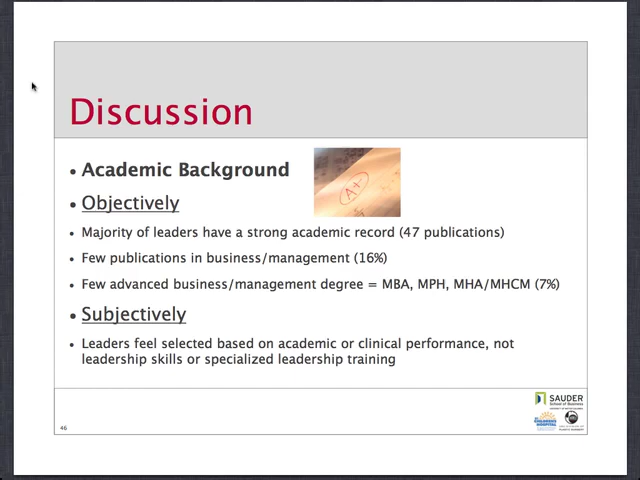 Discussion
• Academic Background
A+
• Objectively
• Majority of leaders have a strong academic record (47 publications)
• Few publications in business/management (16%)
• Few advanced business/management degree = MBA, MPH, MHA/MHCM (7%)
• Subjectively
• Leaders feel selected based on academic or clinical performance, not
leadership skills or specialized leadership training
SAUDER
School of Business
46